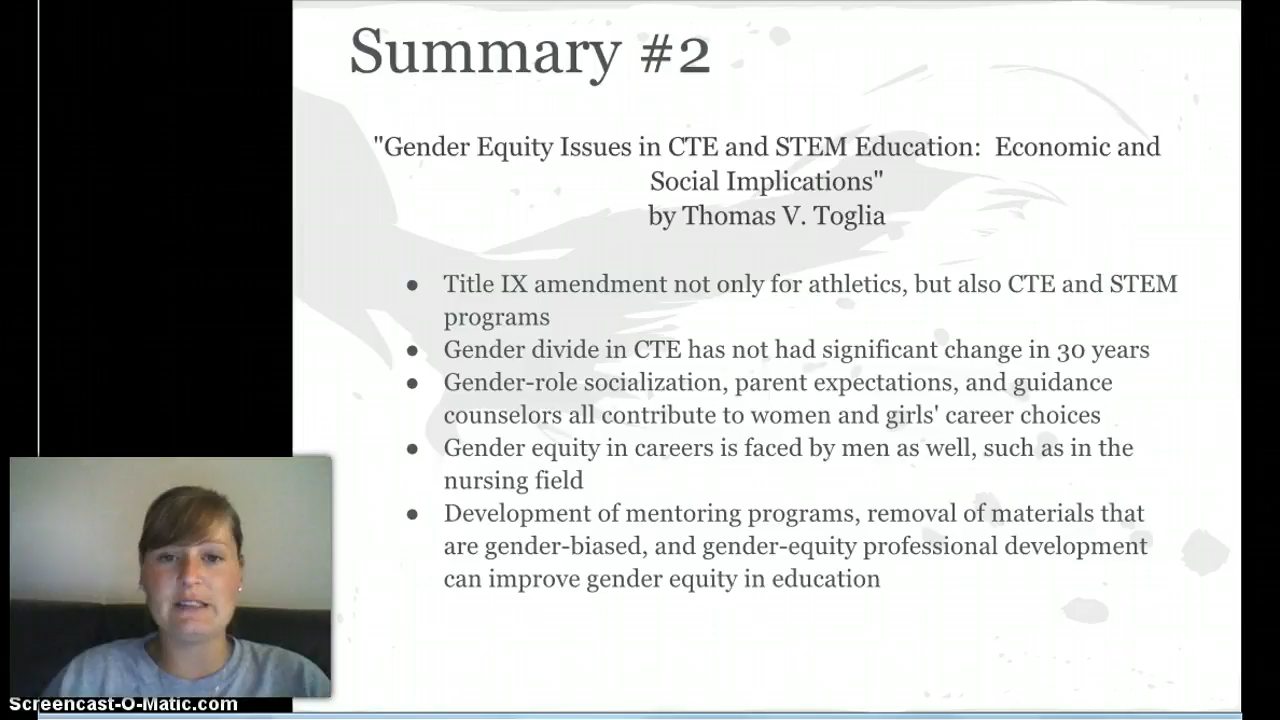 Summary #2
"Gender Equity Issues in CTE and STEM Education: Economic and
Social Implications"
by Thomas V. Toglia
● Title IX amendment not only for athletics, but also CTE and STEM
programs
● Gender divide in CTE has not had significant change in 30 years
● Gender-role socialization, parent expectations, and guidance
counselors all contribute to women and girls' career choices
● Gender equity in careers is faced by men as well, such as in the
nursing field
● Development of mentoring programs, removal of materials that
are gender-biased, and gender-equity professional development
can improve gender equity in education
Screencast-O-Matic.com